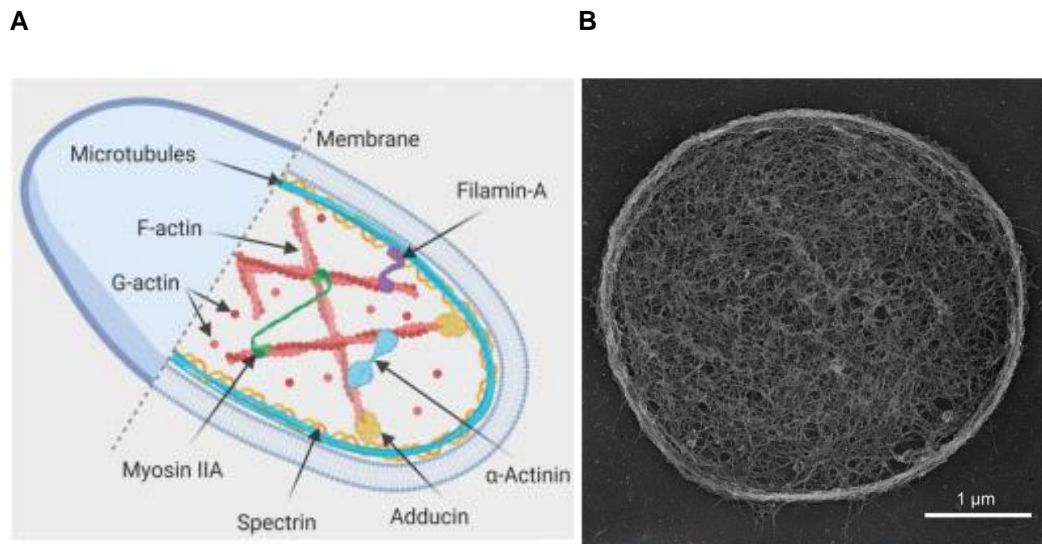 A
B
Membrane
Microtubules
Filamin-A
F-actin
G-actin
Myosin IIA
α-Actinin
Spectrin
Adducin
1 µm